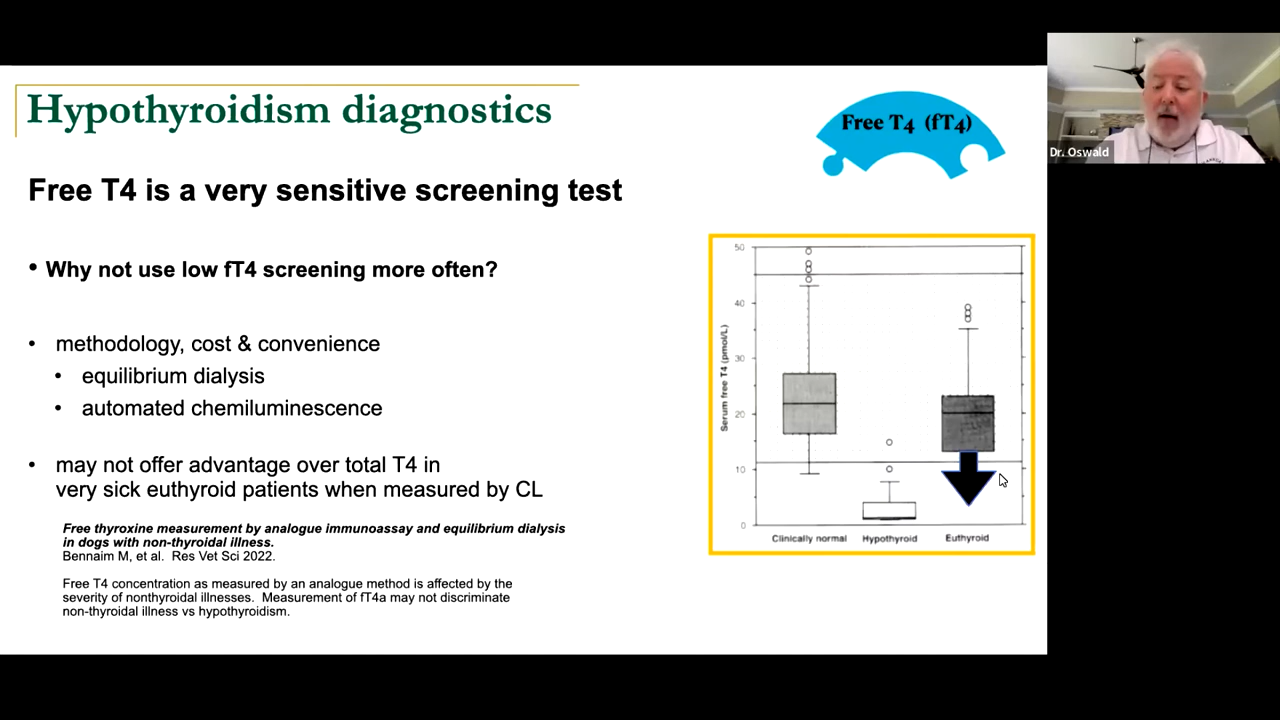 Hypothyroidism diagnostics
Free T4 (fT4)
Dr. Oswald
Free T4 is a very sensitive screening test
• Why not use low fT4 screening more often?
• methodology, cost & convenience
• equilibrium dialysis
• automated chemiluminescence
• may not offer advantage over total T4 in
very sick euthyroid patients when measured by CL
Free thyroxine measurement by analogue immunoassay and equilibrium dialysis
in dogs with non-thyroidal illness.
Bennaim M, et al. Res Vet Sci 2022.
Free T4 concentration as measured by an analogue method is affected by the
severity of nonthyroidal illnesses. Measurement of fT4a may not discriminate
non-thyroidal illness vs hypothyroidism.
Serum free T4 (pmol/L)
50
40
30
20
10
0
Clinically normal Hypothyroid Euthyroid